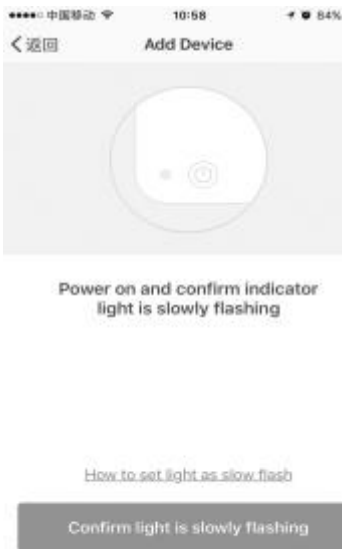 中国移动 10:58 84%
返回 Add Device
Power on and confirm indicator
light is slowly flashing
How to set light as slow flash
Confirm light is slowly flashing